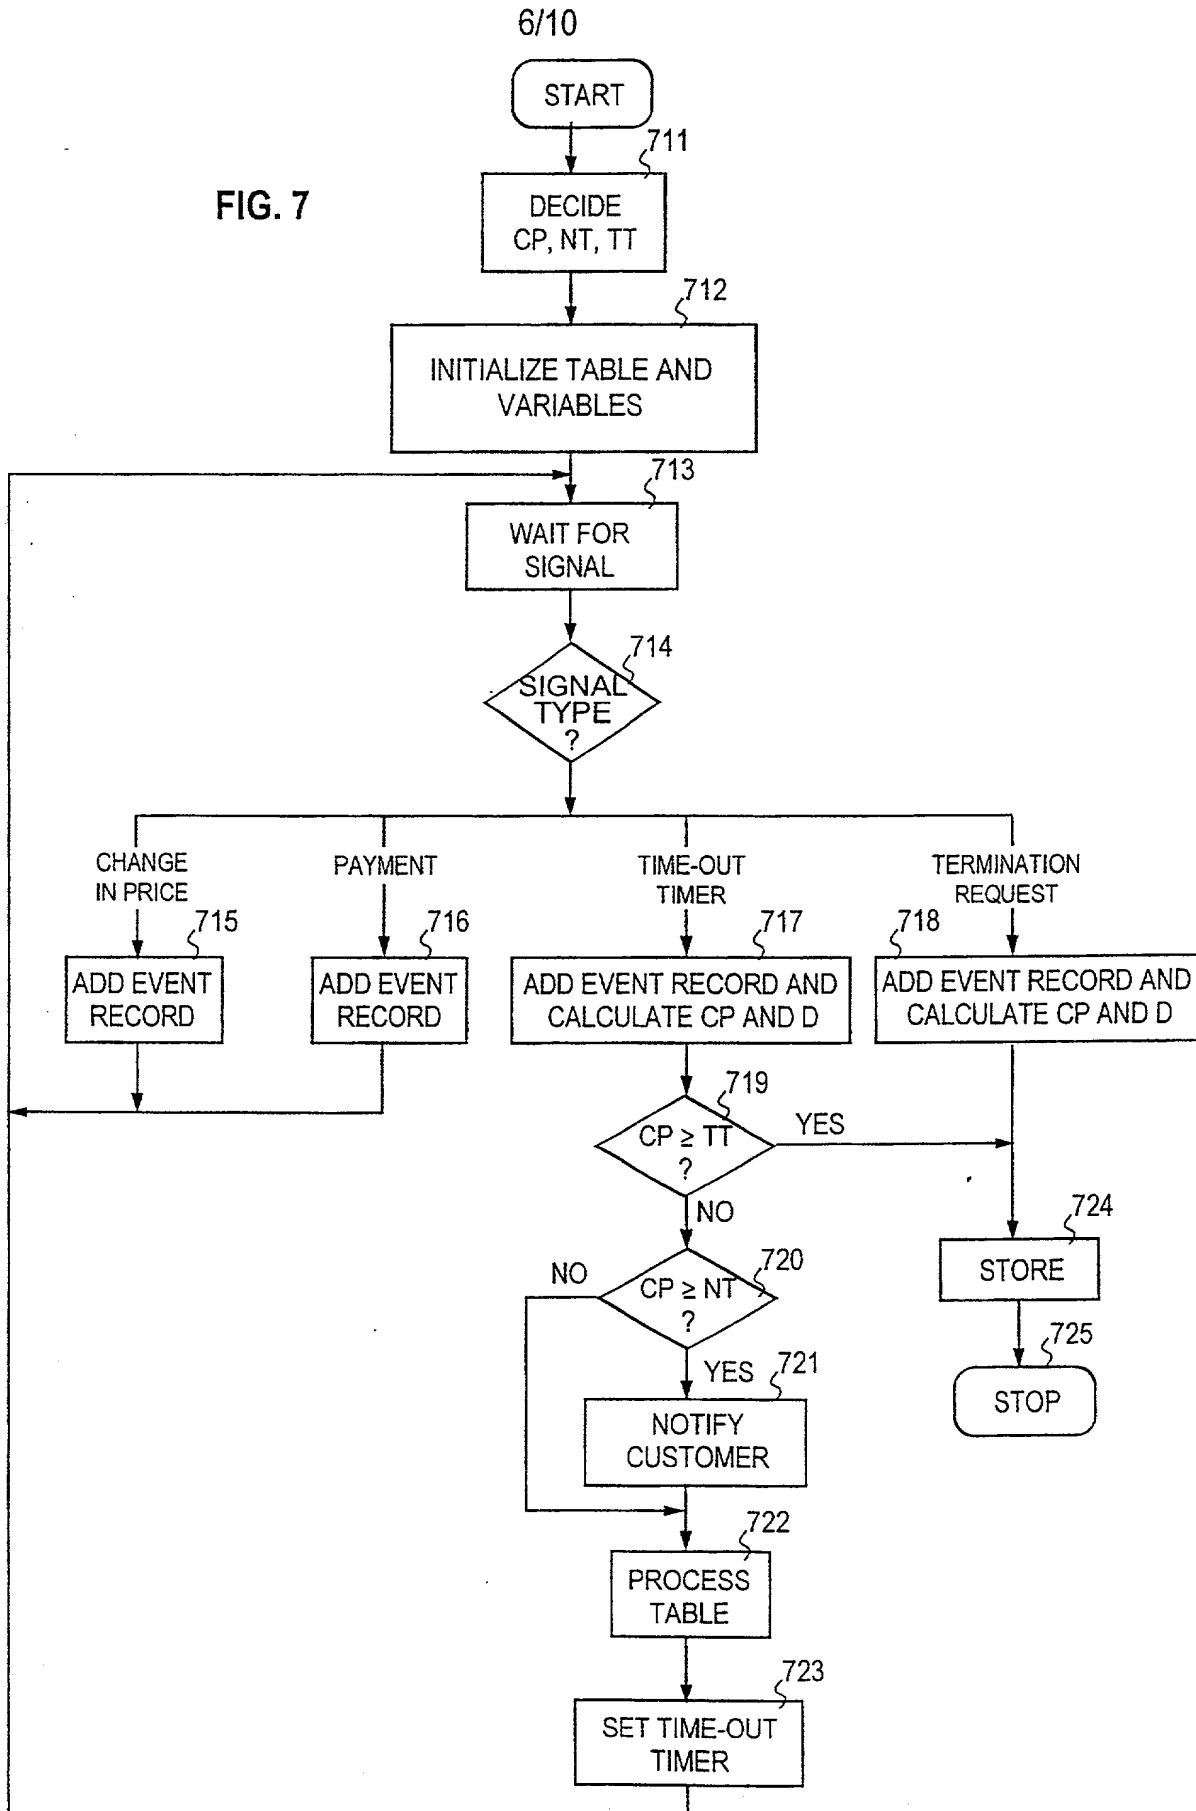 6/10
START
711
FIG. 7
DECIDE
CP, NT, TT
712
INITIALIZE TABLE AND
VARIABLES
713
WAIT FOR
SIGNAL
714
SIGNAL
TYPE
?
CHANGE
IN PRICE
PAYMENT
TIME-OUT
TIMER
TERMINATION
REQUEST
715
716
717
718
ADD EVENT
RECORD
ADD EVENT
RECORD
ADD EVENT RECORD AND
CALCULATE CP AND D
ADD EVENT RECORD AND
CALCULATE CP AND D
719
CP ≥ TT
?
YES
NO
724
STORE
720
CP ≥ NT
?
NO
YES
725
STOP
721
NOTIFY
CUSTOMER
722
PROCESS
TABLE
723
SET TIME-OUT
TIMER